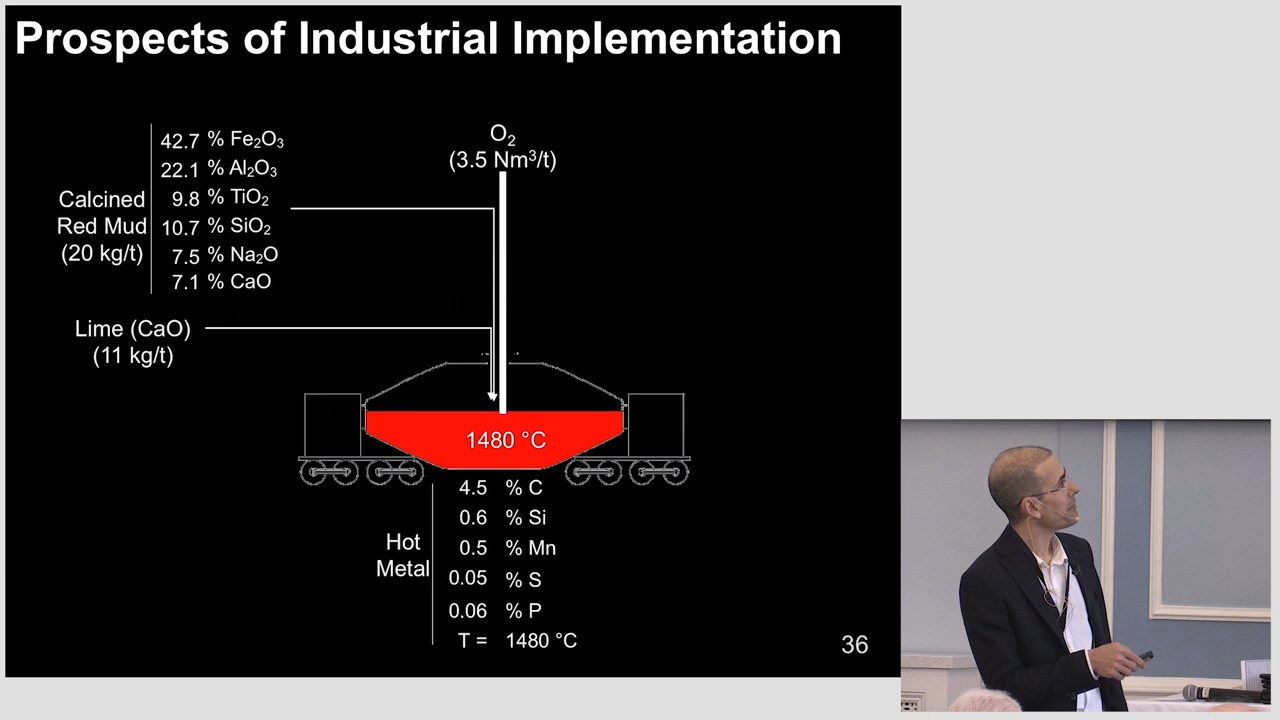 Prospects of Industrial Implementation
42.7 % Fe₂O₃
22.1 % Al₂O₃
9.8 % TiO₂
10.7 % SiO₂
7.5 % Na₂O
7.1 % CaO
Calcined
Red Mud
(20 kg/t)
O₂
(3.5 Nm³/t)
Lime (CaO)
(11 kg/t)
1480 °C
Hot
Metal
4.5 % C
0.6 % Si
0.5 % Mn
0.05 % S
0.06 % P
T = 1480 °C
36